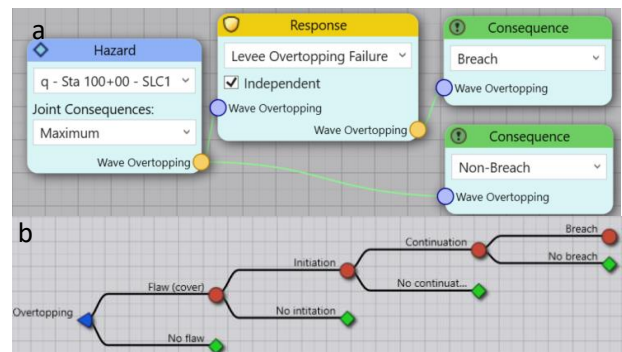 a
Hazard
q - Sta 100+00 - SLC1
Joint Consequences:
Maximum
Wave Overtopping
Response
Levee Overtopping Failure
Independent
Wave Overtopping
Wave Overtopping
Consequence
Breach
Wave Overtopping
Consequence
Non-Breach
Wave Overtopping
b
Overtopping
Flaw (cover)
No flaw
Initiation
No intitation
Continuation
No continuat...
Breach
No breach